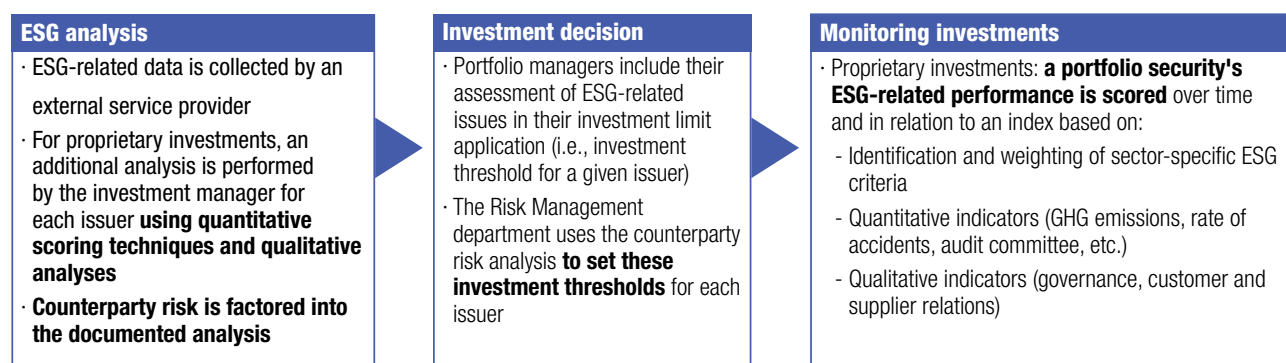 ESG analysis
· ESG-related data is collected by an
external service provider
· For proprietary investments, an
additional analysis is performed
by the investment manager for
each issuer using quantitative
scoring techniques and qualitative
analyses
· Counterparty risk is factored into
the documented analysis
Investment decision
· Portfolio managers include their
assessment of ESG-related
issues in their investment limit
application (i.e., investment
threshold for a given issuer)
· The Risk Management
department uses the counterparty
risk analysis to set these
investment thresholds for each
issuer
Monitoring investments
· Proprietary investments: a portfolio security's
ESG-related performance is scored over time
and in relation to an index based on:
- Identification and weighting of sector-specific ESG
criteria
- Quantitative indicators (GHG emissions, rate of
accidents, audit committee, etc.)
- Qualitative indicators (governance, customer and
supplier relations)